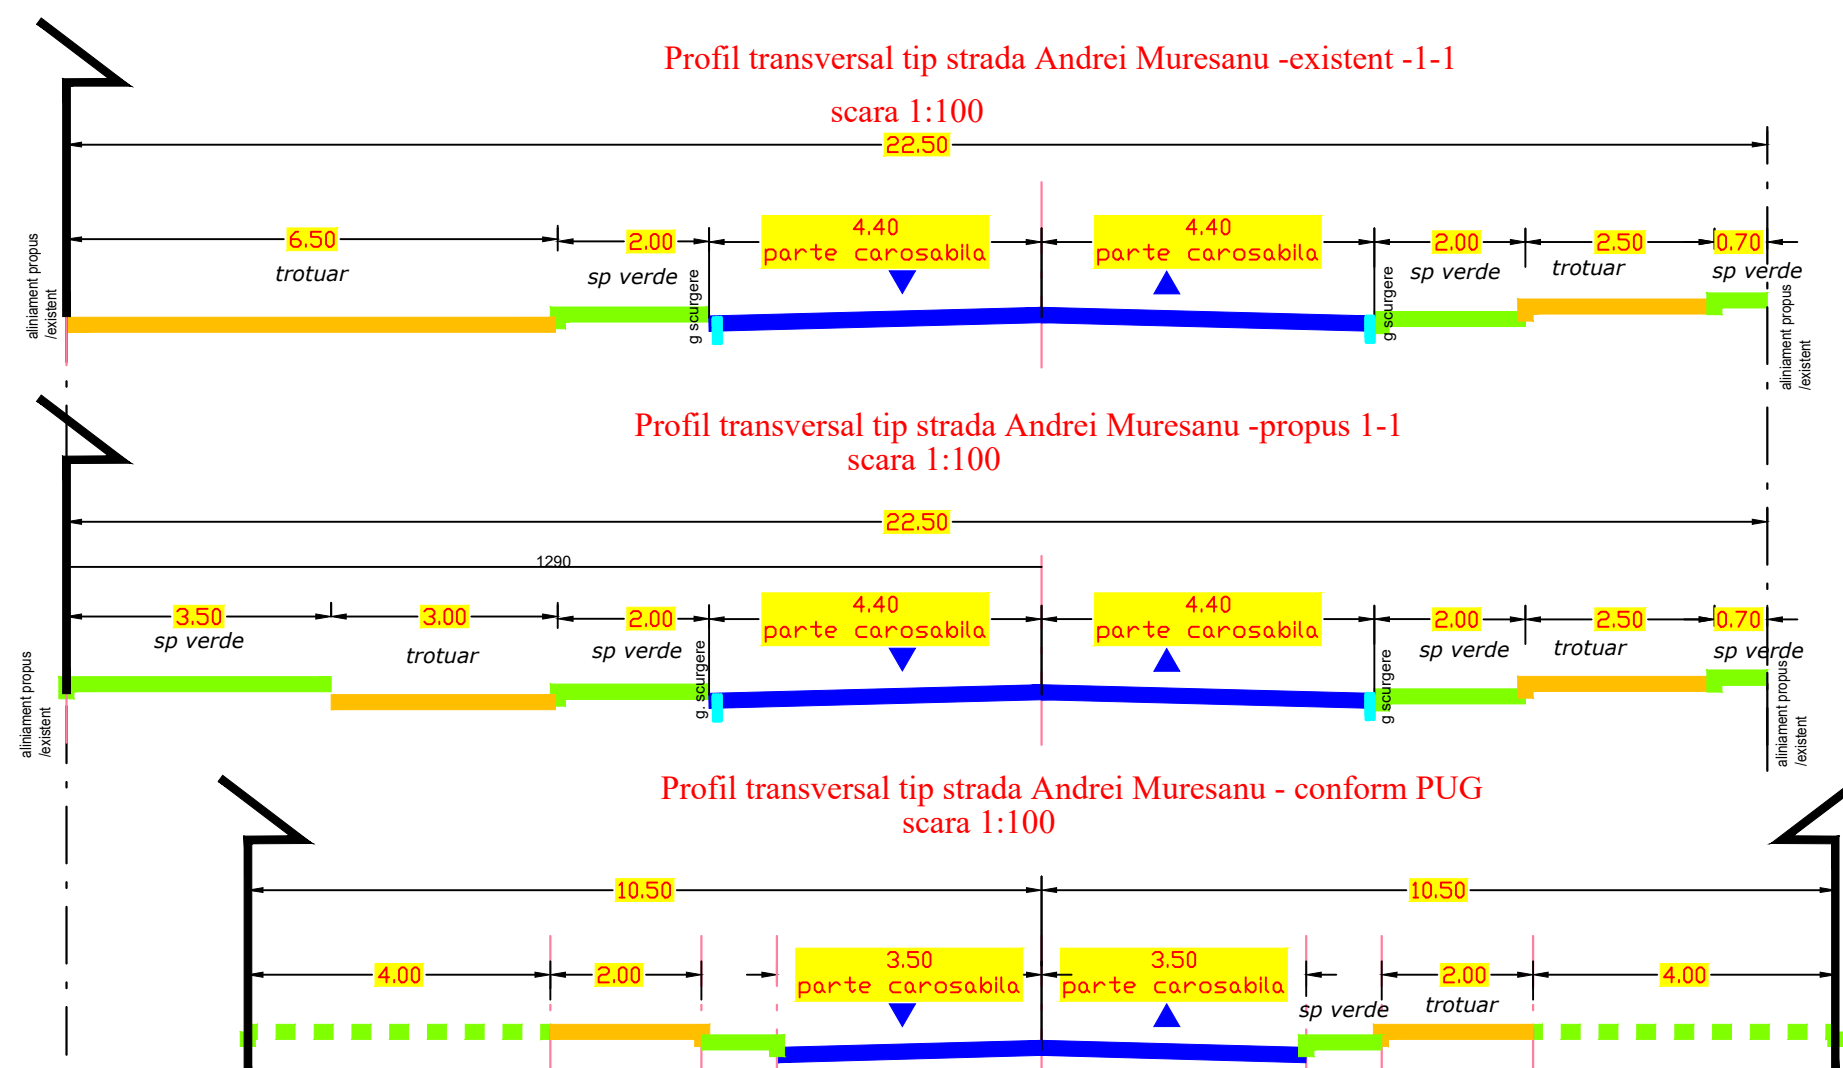 Profil transversal tip strada Andrei Muresanu -existent -1-1
scara 1:100
22.50
6.50
trotuar
2.00
sp verde
4.40
parte carosabila
4.40
parte carosabila
2.00
sp verde
2.50
trotuar
0.70
sp verde
aliniament propus
/existent
g scurgere
g scurgere
aliniament propus
/existent
Profil transversal tip strada Andrei Muresanu -propus 1-1
scara 1:100
22.50
1290
3.50
sp verde
3.00
trotuar
2.00
sp verde
4.40
parte carosabila
4.40
parte carosabila
2.00
sp verde
2.50
trotuar
0.70
sp verde
aliniament propus
/existent
g. scurgere
g scurgere
aliniament propus
/existent
Profil transversal tip strada Andrei Muresanu - conform PUG
scara 1:100
10.50
10.50
4.00
2.00
3.50
parte carosabila
3.50
parte carosabila
sp verde
2.00
trotuar
4.00